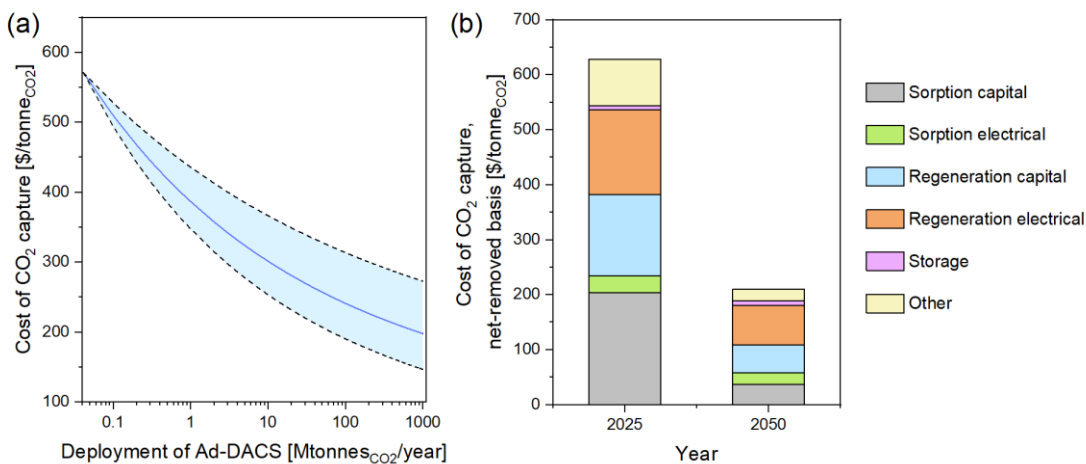 (a)
Cost of CO2 capture [$/tonneCO2]
600
500
400
300
200
100
0.1
1
10
100
1000
Deployment of Ad-DACS [MtonnesCO2/year]
(b)
Cost of CO2 capture,
net-removed basis [$/tonneCO2]
700
600
500
400
300
200
100
0
2025
2050
Year
Sorption capital
Sorption electrical
Regeneration capital
Regeneration electrical
Storage
Other